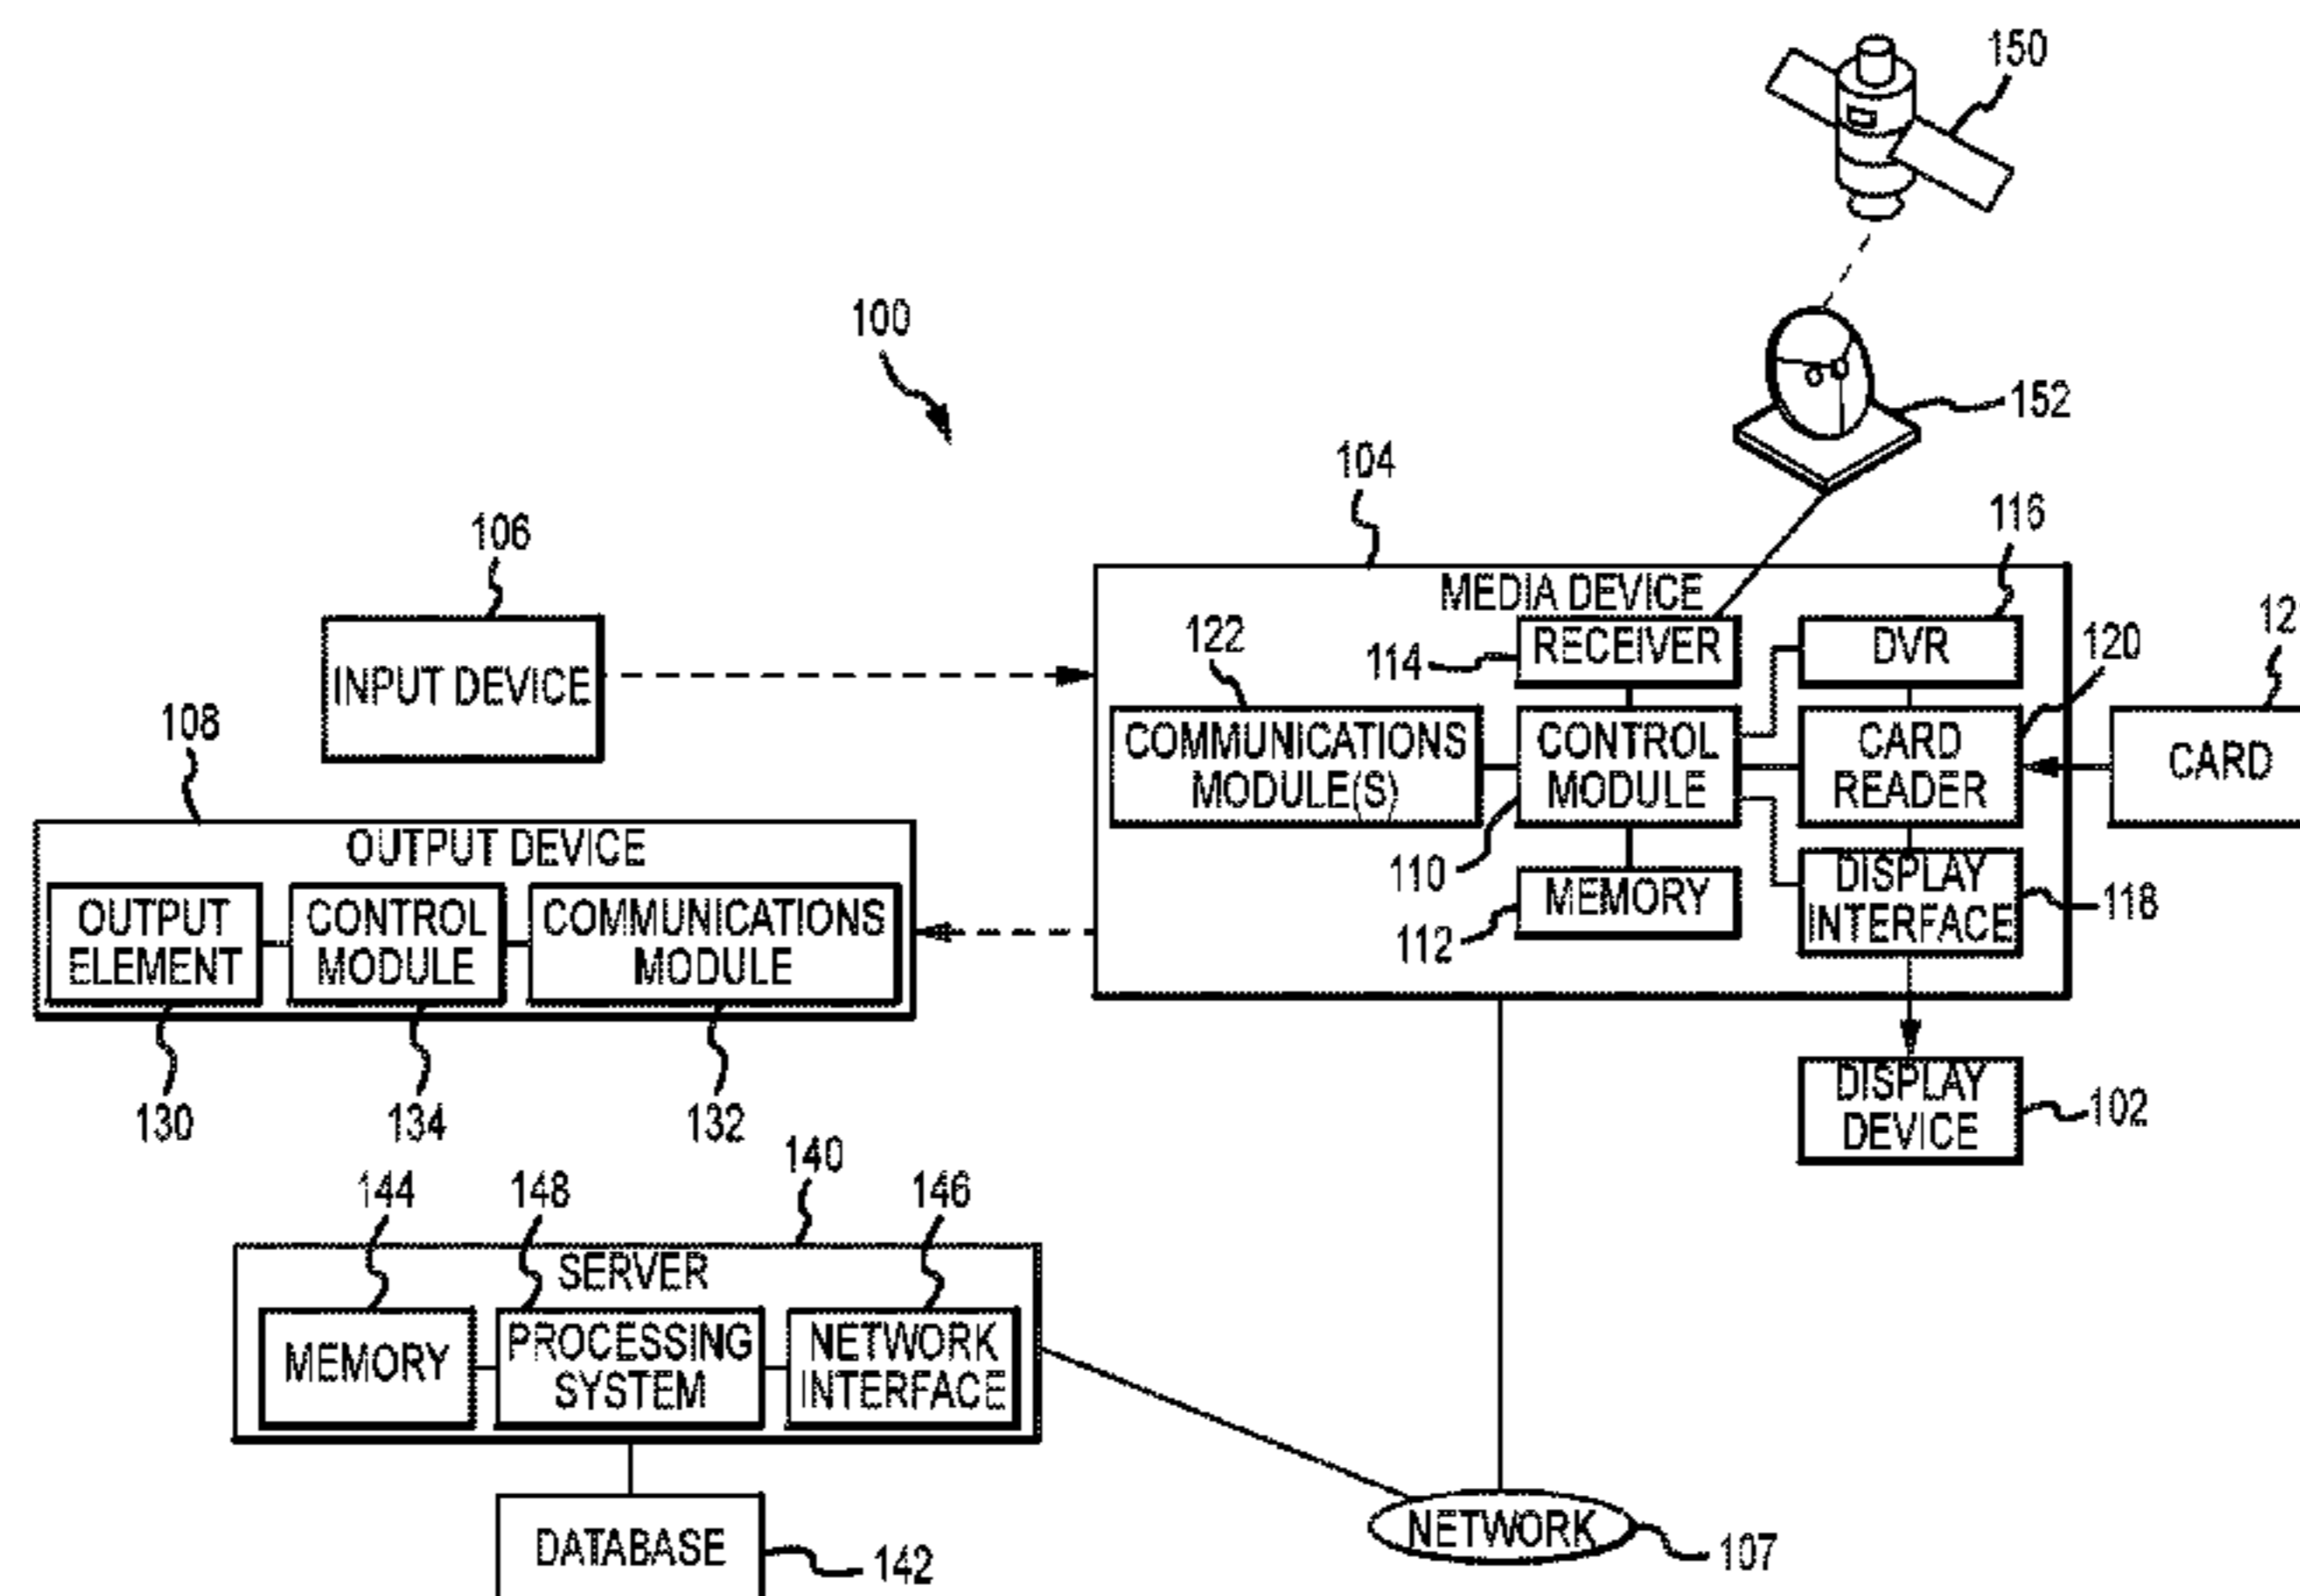 150
100
152
104
116
106
MEDIA DEVICE
122
RECEIVER
DVR
120
114
INPUT DEVICE
108
COMMUNICATIONS
MODULE(S)
CONTROL
MODULE
CARD
READER
CARD
OUTPUT DEVICE
110
MEMORY
DISPLAY
INTERFACE
118
112
OUTPUT
ELEMENT
CONTROL
MODULE
COMMUNICATIONS
MODULE
130
134
132
DISPLAY
DEVICE
102
140
144
148
146
SERVER
MEMORY
PROCESSING
SYSTEM
NETWORK
INTERFACE
DATABASE
142
NETWORK
107